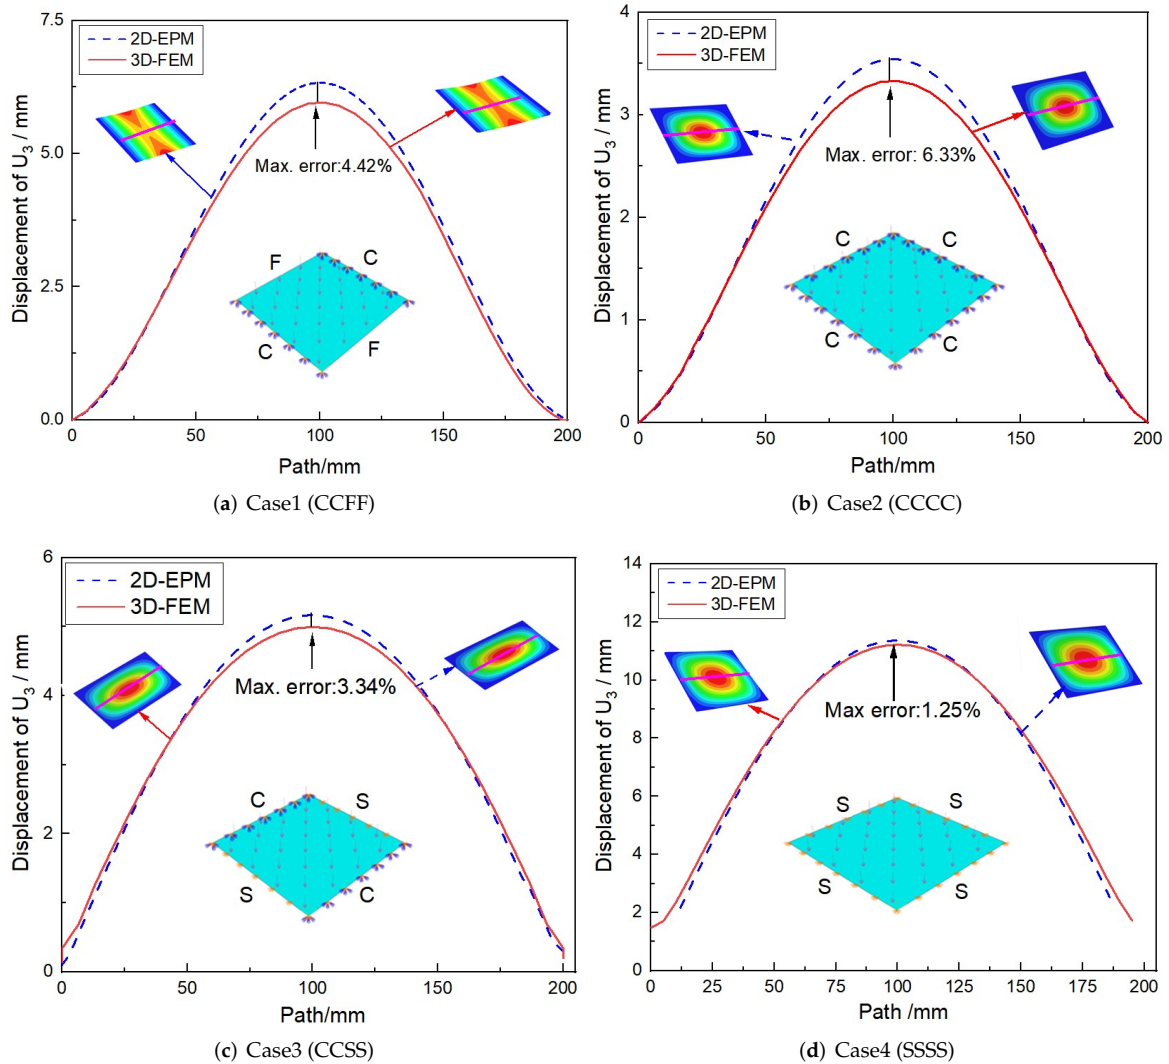 7.5
5.0
2.5
0.0
Displacement of U3 / mm
2D-EPM
3D-FEM
Max. error:4.42%
F
C
C
F
0
50
100
150
200
Path/mm
(a) Case1 (CCFF)
4
3
2
1
0
Displacement of U3 / mm
2D-EPM
3D-FEM
Max. error: 6.33%
C
C
C
C
0
50
100
150
200
Path/mm
(b) Case2 (CCCC)
6
4
2
0
Displacement of U3 / mm
2D-EPM
3D-FEM
Max. error:3.34%
C
S
S
C
0
50
100
150
200
Path/mm
(c) Case3 (CCSS)
14
12
11
10
8
6
4
2
0
Displacement of U3 / mm
2D-EPM
3D-FEM
Max error:1.25%
S
S
S
S
0
25
50
75
100
125
150
175
200
Path/mm
(d) Case4 (SSSS)